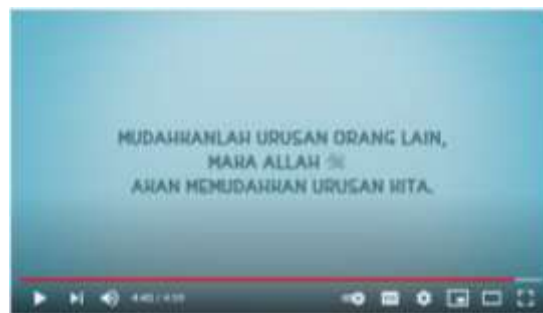 MUDAHKANLAH URUSAN ORANG LAIN,
MAKA ALLAH ﷻ
AKAN MEMUDAHKAN URUSAN KITA.